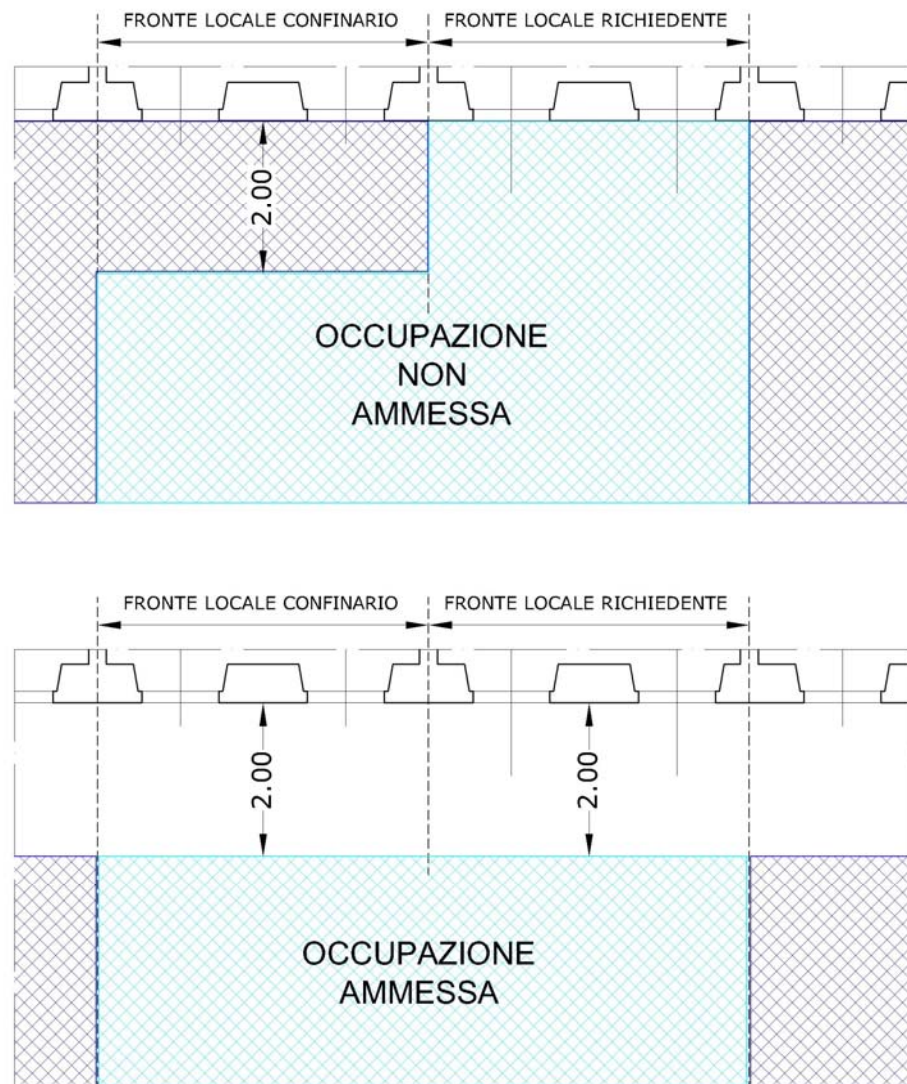 FRONTE LOCALE CONFINARIO FRONTE LOCALE RICHIEDENTE
2.00
OCCUPAZIONE
NON
AMMESSA
FRONTE LOCALE CONFINARIO FRONTE LOCALE RICHIEDENTE
2.00 2.00
OCCUPAZIONE
AMMESSA